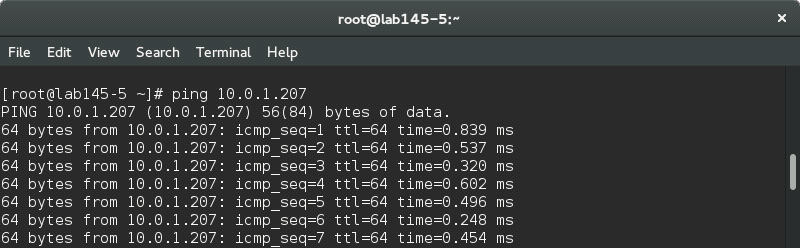 root@lab145-5:~
File Edit View Search Terminal Help
[root@lab145-5 ~]# ping 10.0.1.207
PING 10.0.1.207 (10.0.1.207) 56(84) bytes of data.
64 bytes from 10.0.1.207: icmp_seq=1 ttl=64 time=0.839 ms
64 bytes from 10.0.1.207: icmp_seq=2 ttl=64 time=0.537 ms
64 bytes from 10.0.1.207: icmp_seq=3 ttl=64 time=0.320 ms
64 bytes from 10.0.1.207: icmp_seq=4 ttl=64 time=0.602 ms
64 bytes from 10.0.1.207: icmp_seq=5 ttl=64 time=0.496 ms
64 bytes from 10.0.1.207: icmp_seq=6 ttl=64 time=0.248 ms
64 bytes from 10.0.1.207: icmp_seq=7 ttl=64 time=0.454 ms